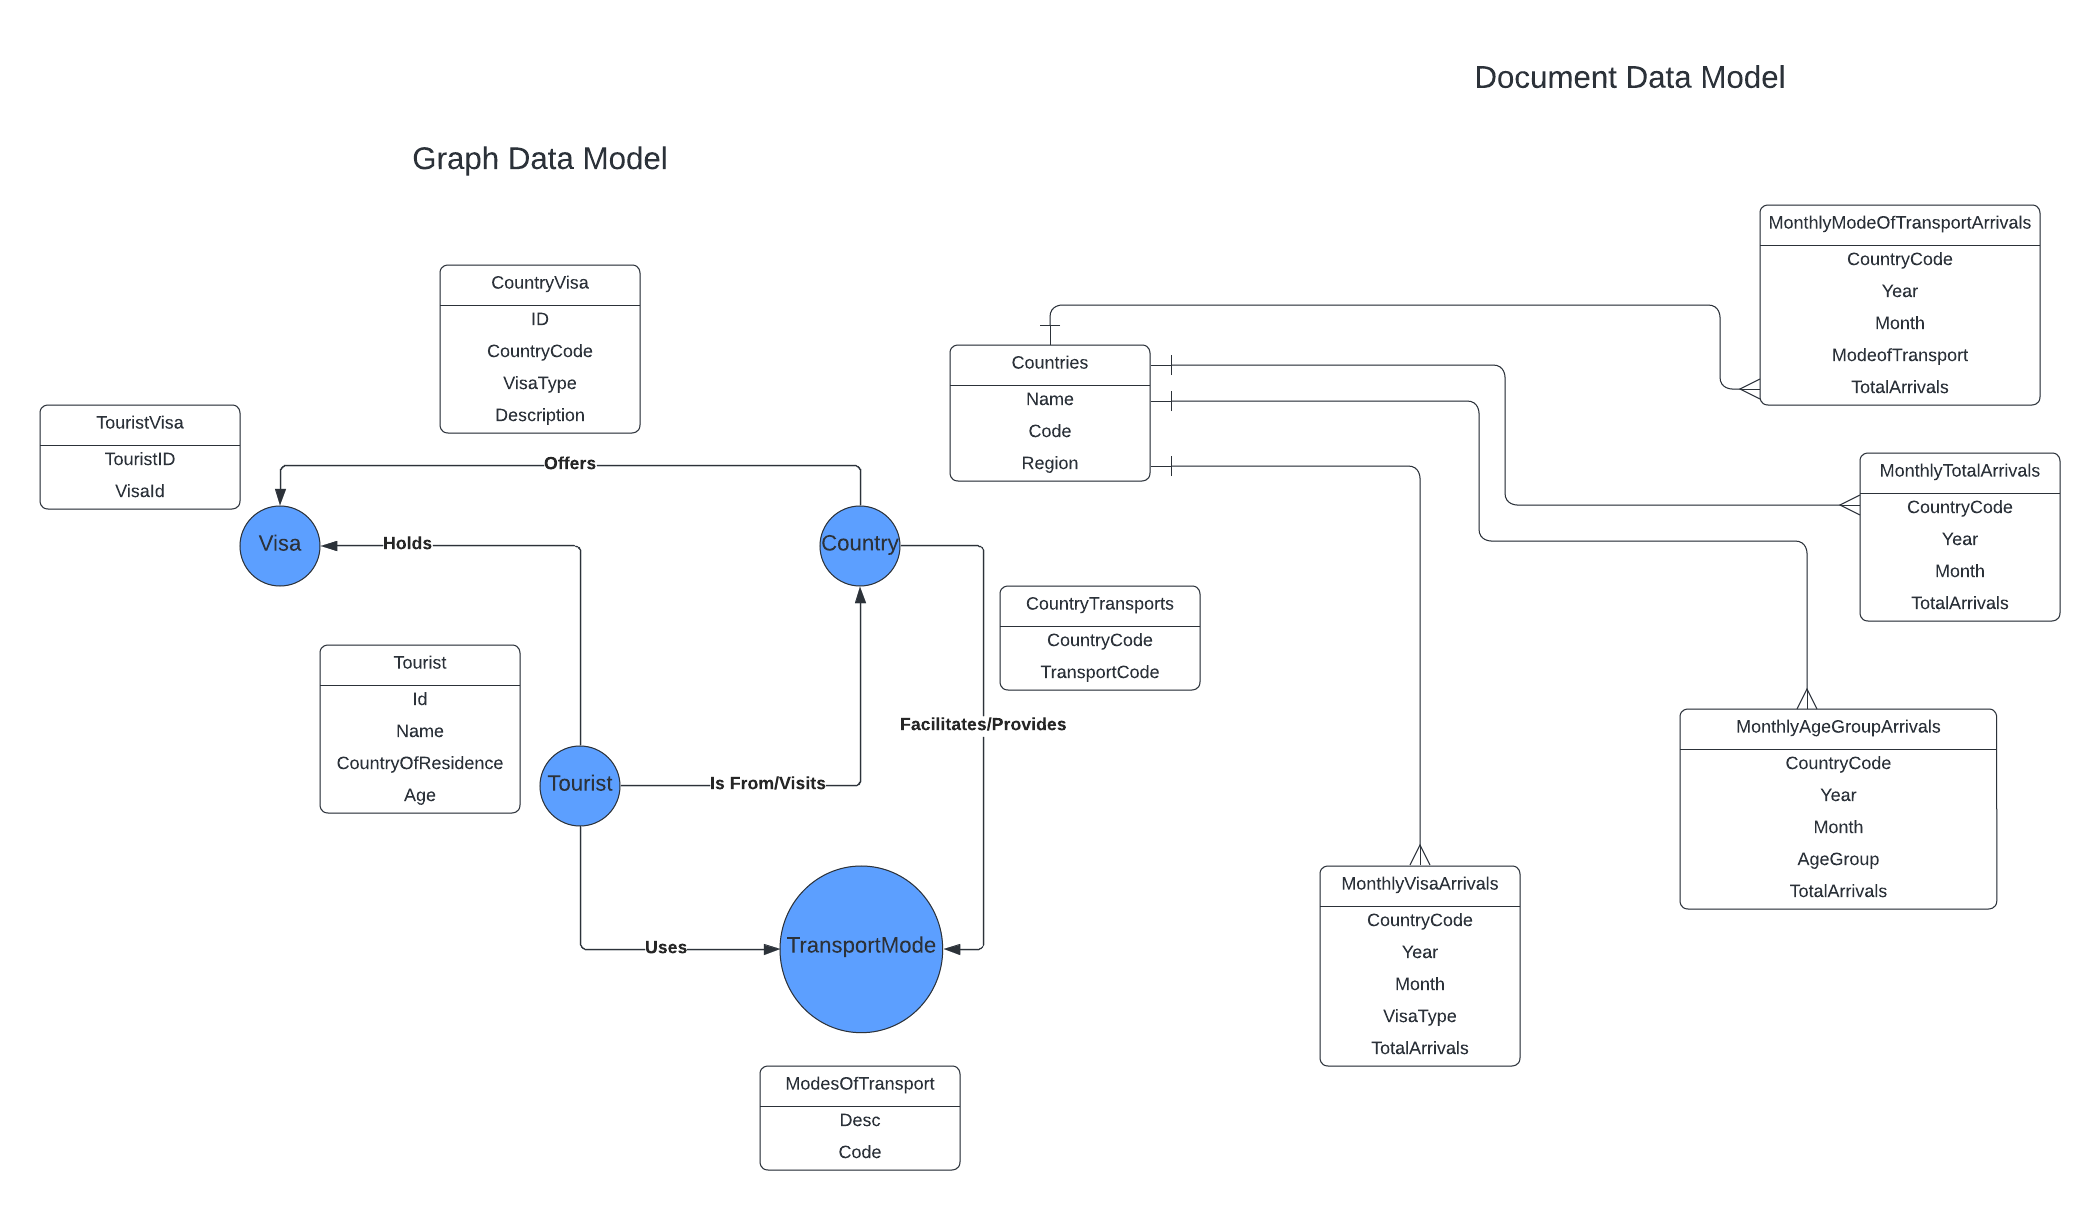 Document Data Model
Graph Data Model
CountryVisa
ID
CountryCode
VisaType
Description
TouristVisa
TouristID
VisaId
Offers
Visa
Holds
Country
Tourist
Id
Name
CountryOfResidence
Age
Tourist
Is From/Visits
CountryTransports
CountryCode
TransportCode
Facilitates/Provides
Uses
TransportMode
ModesOfTransport
Desc
Code
Countries
Name
Code
Region
MonthlyModeOfTransportArrivals
CountryCode
Year
Month
ModeofTransport
TotalArrivals
MonthlyTotalArrivals
CountryCode
Year
Month
TotalArrivals
MonthlyAgeGroupArrivals
CountryCode
Year
Month
AgeGroup
TotalArrivals
MonthlyVisaArrivals
CountryCode
Year
Month
VisaType
TotalArrivals